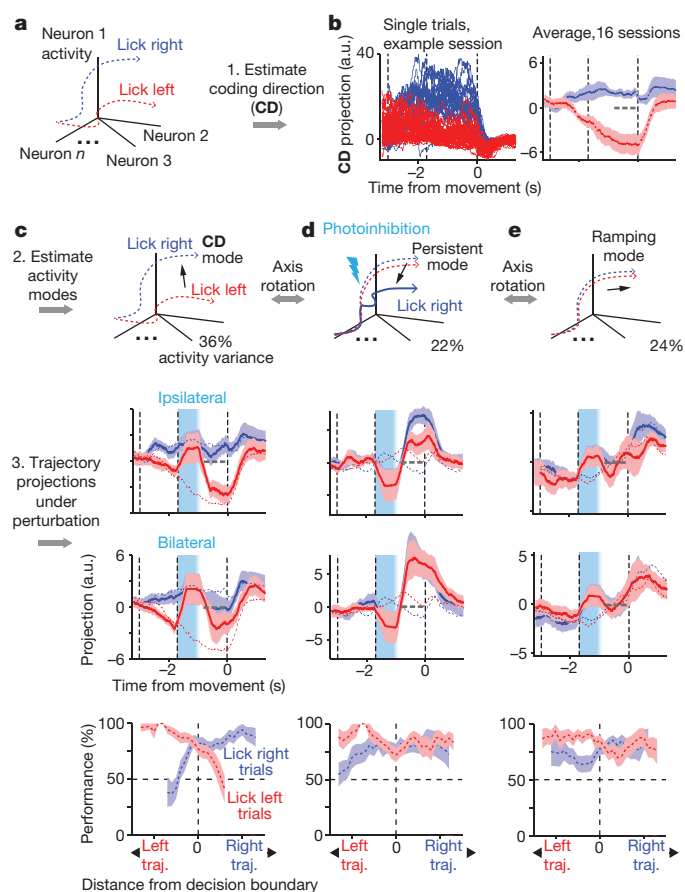 a
Neuron 1
activity
Lick right
Lick left
Neuron 2
Neuron 3
Neuron n
...
1. Estimate
coding direction
(CD)
b
Single trials,
example session
Average,16 sessions
CD projection (a.u.)
40
20
0
−2
0
Time from movement (s)
6
0
−6
c
2. Estimate
activity
modes
Lick right
CD
mode
Lick left
...
36%
activity variance
Axis
rotation
d
Photoinhibition
Persistent
mode
Lick right
...
22%
Axis
rotation
e
Ramping
mode
...
24%
3. Trajectory
projections
under
perturbation
Ipsilateral
Bilateral
Projection (a.u.)
6
0
−6
−2
0
Time from movement (s)
5
0
−5
−2
0
5
0
−5
−2
0
Performance (%)
100
50
0
Lick right
trials
Lick left
trials
Left
traj.
0
Right
traj.
Distance from decision boundary
100
50
0
Left
traj.
0
Right
traj.
100
50
0
Left
traj.
0
Right
traj.